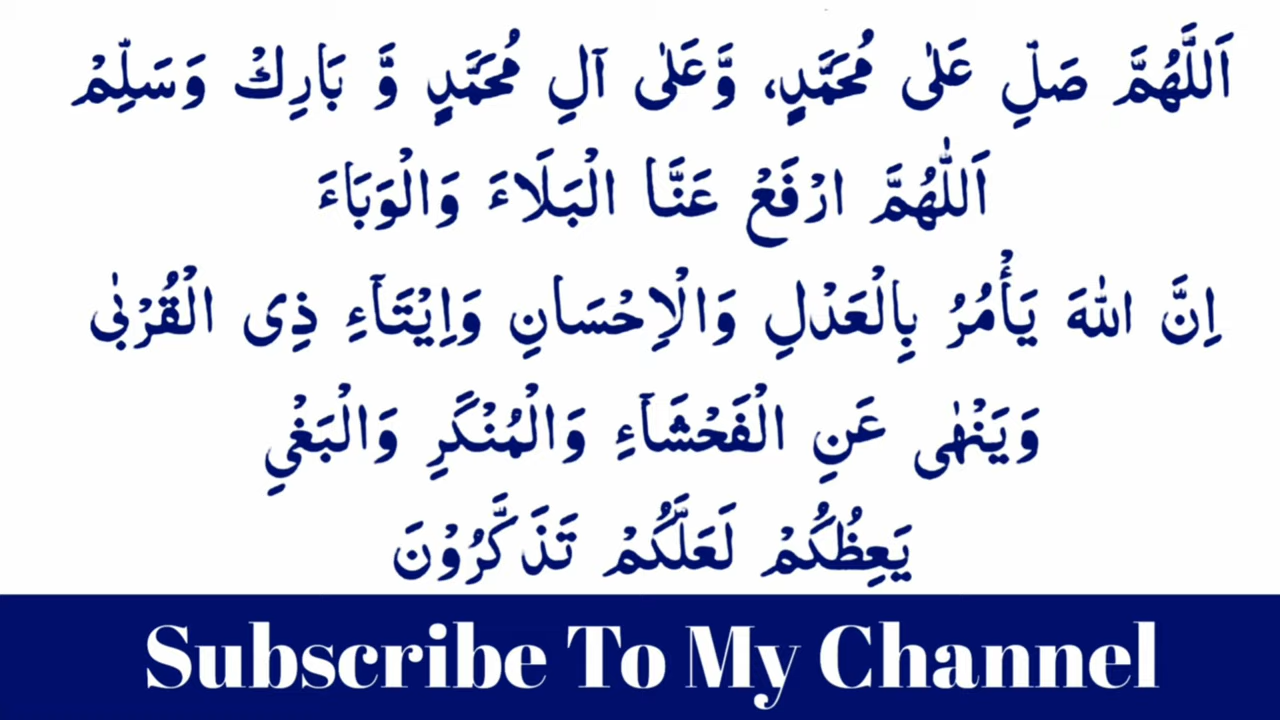 اَللَّهُمَّ صَلِّ عَلٰی مُحَمَّدٍ، وَّعَلٰی آلِ مُحَمَّدٍ وَّ بَارِكْ وَسَلِّمْ
اَللّٰهُمَّ ارْفَعْ عَنَّا الْبَلَاءَ وَالْوَبَاءَ
اِنَّ اللهَ يَأْمُرُ بِالْعَدْلِ وَالْاِحْسَانِ وَاِيْتَآءِ ذِی الْقُرْبٰی
وَيَنْهٰی عَنِ الْفَحْشَآءِ وَالْمُنْكَرِ وَالْبَغْیِ
يَعِظُكُمْ لَعَلَّكُمْ تَذَكَّرُوْنَ
Subscribe To My Channel